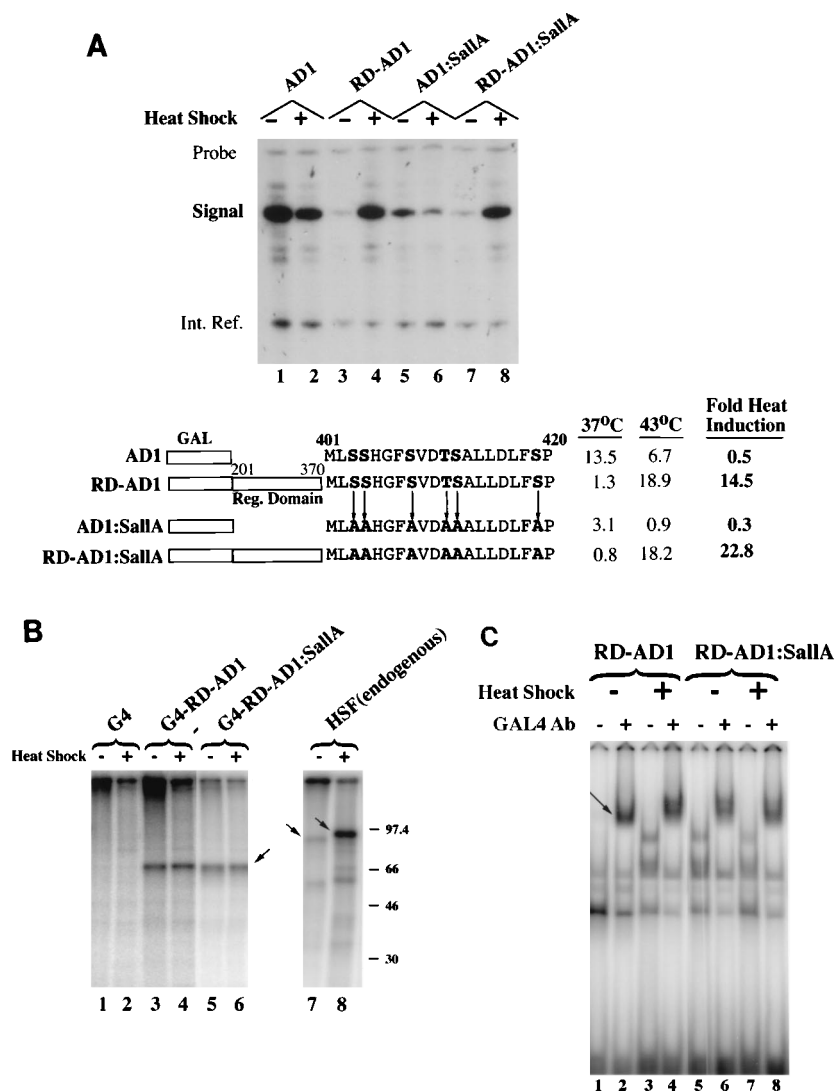 A
AD1 RD-AD1 AD1:SallA RD-AD1:SallA
Heat Shock - + - + - + - +
Probe
Signal
Int. Ref.
1 2 3 4 5 6 7 8
37°C 43°C Fold Heat Induction
GAL 401 420
AD1 MLSSHGFSVDTSALLDLFSP 13.5 6.7 0.5
201 370
RD-AD1 MLSSHGFSVDTSALLDLFSP 1.3 18.9 14.5
Reg. Domain
AD1:SallA MLAAHGFAVDAAALLDLFAP 3.1 0.9 0.3
RD-AD1:SallA MLAAHGFAVDAAALLDLFAP 0.8 18.2 22.8
B
G4 G4-RD-AD1 - G4-RD-AD1:SallA HSF(endogenous)
Heat Shock - + - + - + - +
97.4
66
46
30
1 2 3 4 5 6 7 8
C
RD-AD1 RD-AD1:SallA
Heat Shock - + - +
GAL4 Ab - + - + - + - +
1 2 3 4 5 6 7 8